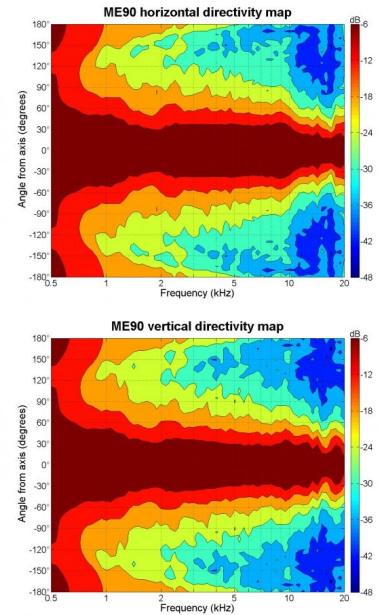 ME90 horizontal directivity map
dB
180° -6
150°
120° -12
90°
60° -18
30° -24
0°
-30° -30
-60°
-90° -36
-120° -42
-150°
-180° -48
Angle from axis (degrees)
0.5 1 2 5 10 20
Frequency (kHz)
ME90 vertical directivity map
dB
180° -6
150°
120° -12
90°
60° -18
30° -24
0°
-30° -30
-60°
-90° -36
-120° -42
-150°
-180° -48
Angle from axis (degrees)
0.5 1 2 5 10 20
Frequency (kHz)